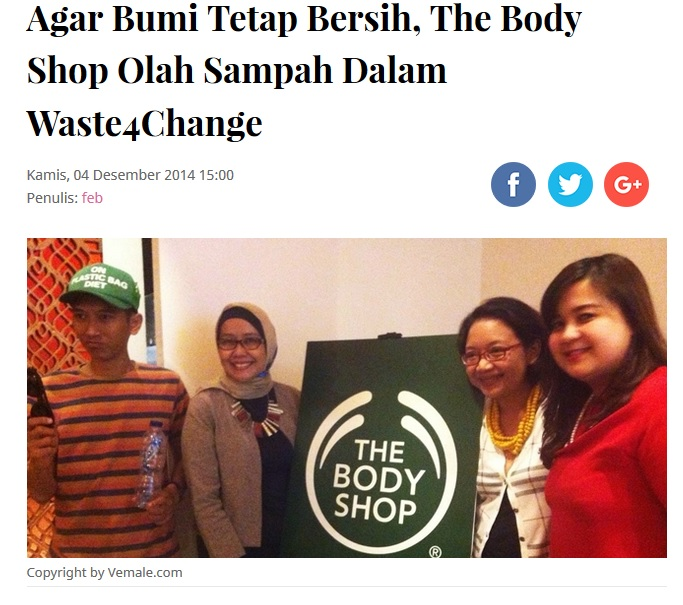 Agar Bumi Tetap Bersih, The Body
Shop Olah Sampah Dalam
Waste4Change
Kamis, 04 Desember 2014 15:00
Penulis: feb
f
G+
ON
PLASTIC BAG
DIET
THE
BODY
SHOP
®
Copyright by Vemale.com